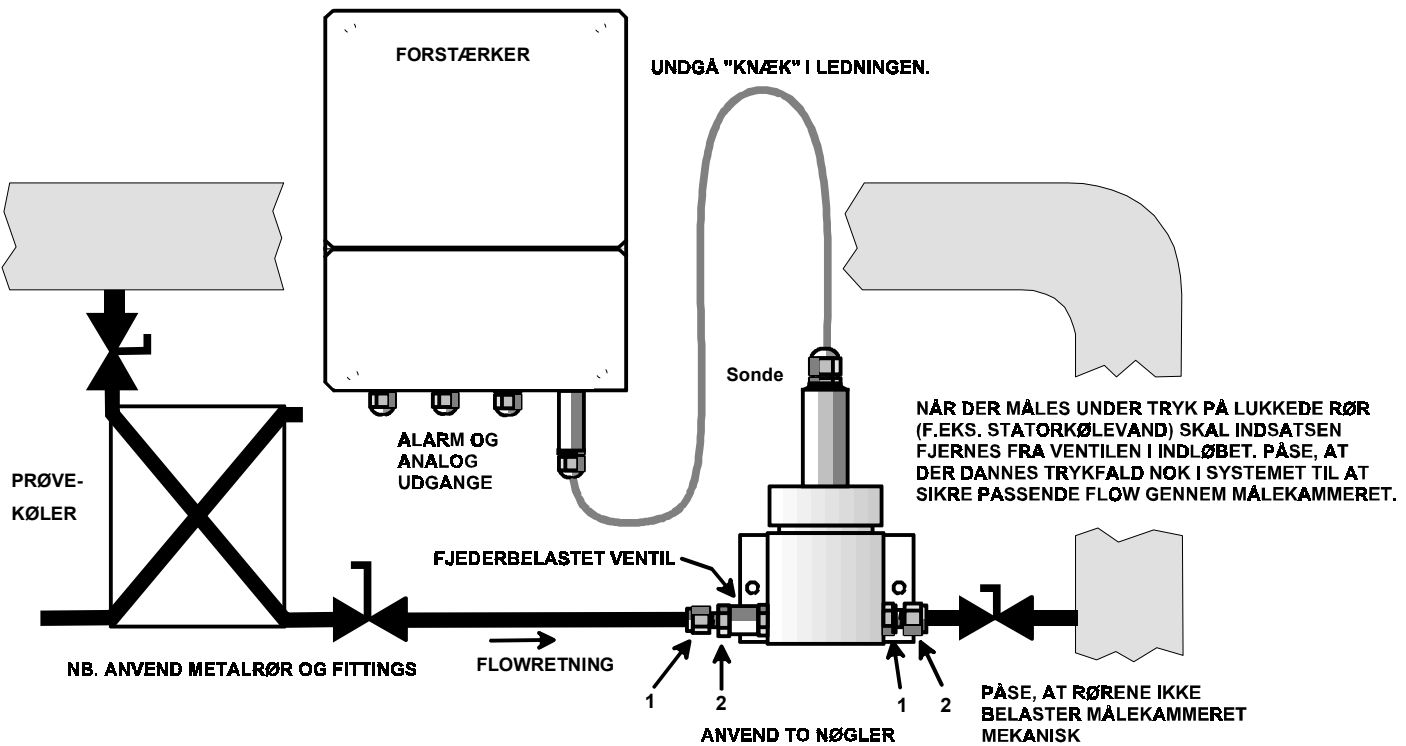 FORSTÆRKER
UNDGÅ "KNÆK" I LEDNINGEN.
Sonde
ALARM OG
ANALOG
UDGANGE
NÅR DER MÅLES UNDER TRYK PÅ LUKKEDE RØR
(F.EKS. STATORKØLEVAND) SKAL INDSATSEN
FJERNES FRA VENTILEN I INDLØBET. PÅSE, AT
DER DANNES TRYKFALD NOK I SYSTEMET TIL AT
SIKRE PASSENDE FLOW GENNEM MÅLEKAMMERET.
PRØVE-
KØLER
FJEDERBELASTET VENTIL
NB. ANVEND METALRØR OG FITTINGS
FLOWRETNING
1
2
1
2
ANVEND TO NØGLER
PÅSE, AT RØRENE IKKE
BELASTER MÅLEKAMMERET
MEKANISK